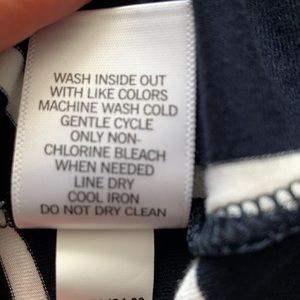 WASH INSIDE OUT
WITH LIKE COLORS
MACHINE WASH COLD
GENTLE CYCLE
ONLY NON-
CHLORINE BLEACH
WHEN NEEDED
LINE DRY
COOL IRON
DO NOT DRY CLEAN